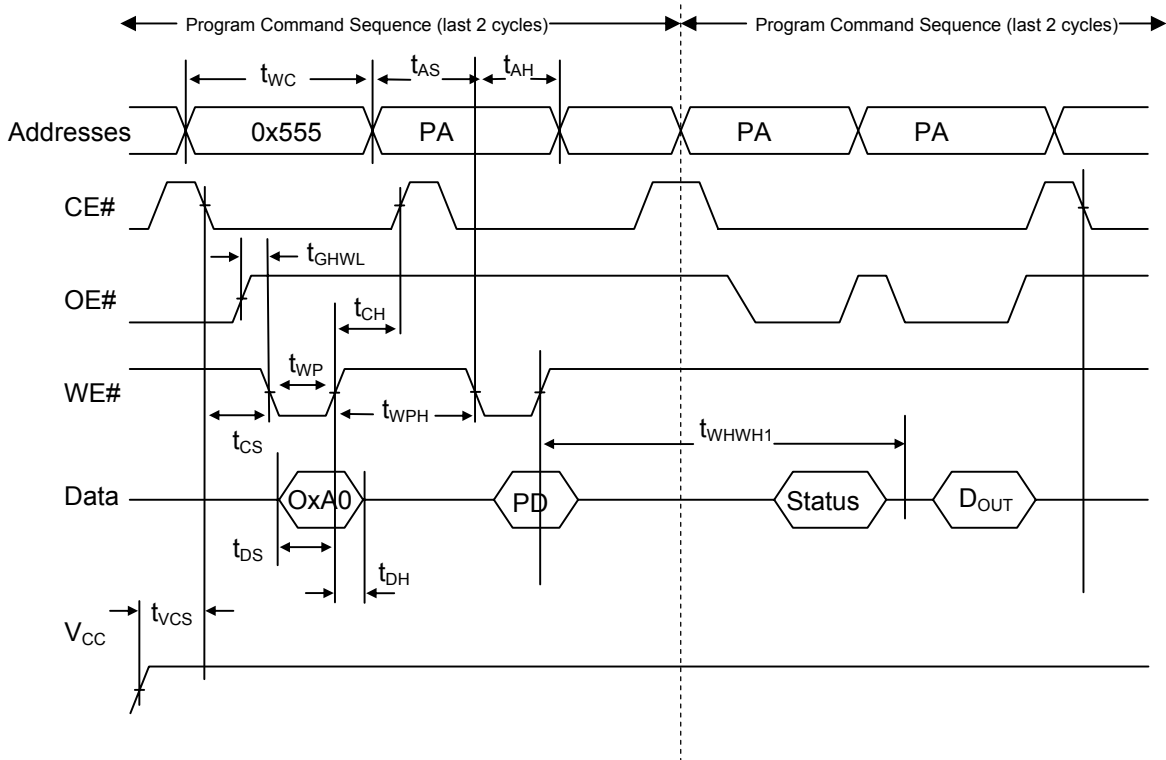 Program Command Sequence (last 2 cycles)
Program Command Sequence (last 2 cycles)
tWC
tAS
tAH
Addresses
0x555
PA
PA
PA
CE#
tGHWL
OE#
tCH
tWP
WE#
tWPH
tCS
tWHWH1
Data
OxA0
PD
Status
DOUT
tDS
tDH
tVCS
VCC